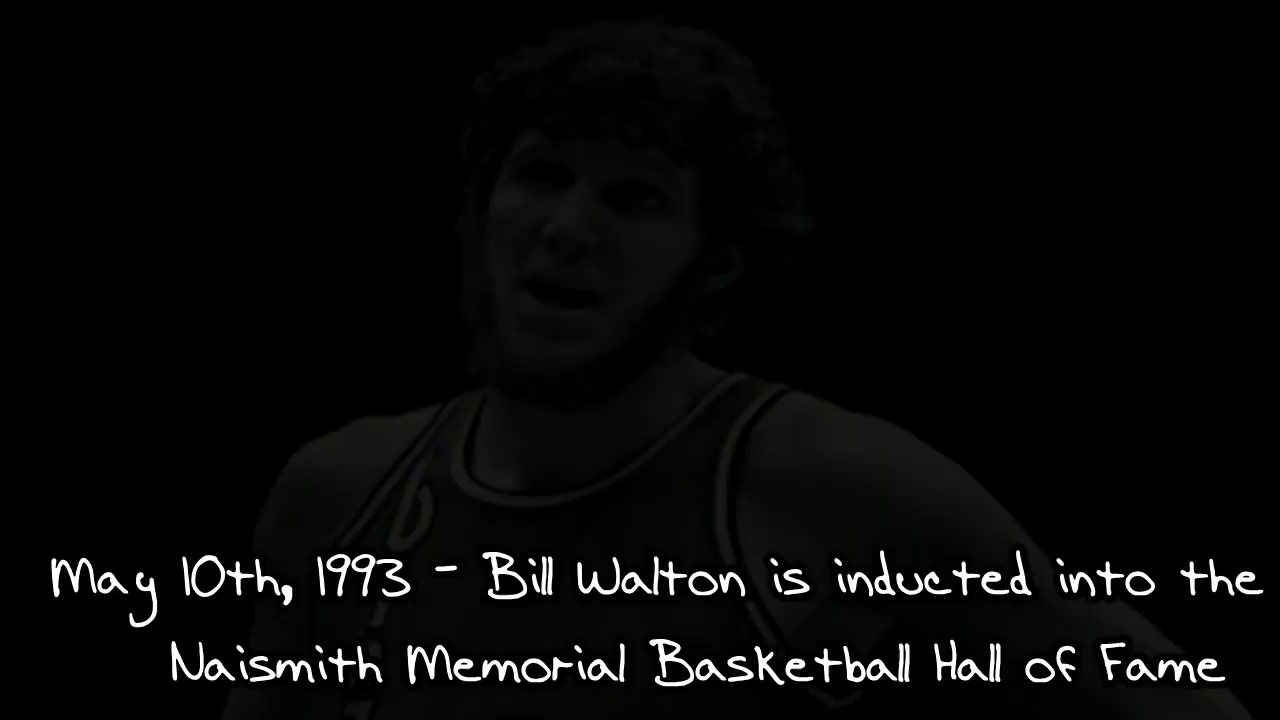 May 10th, 1993 - Bill Walton is inducted into the
Naismith Memorial Basketball Hall of Fame